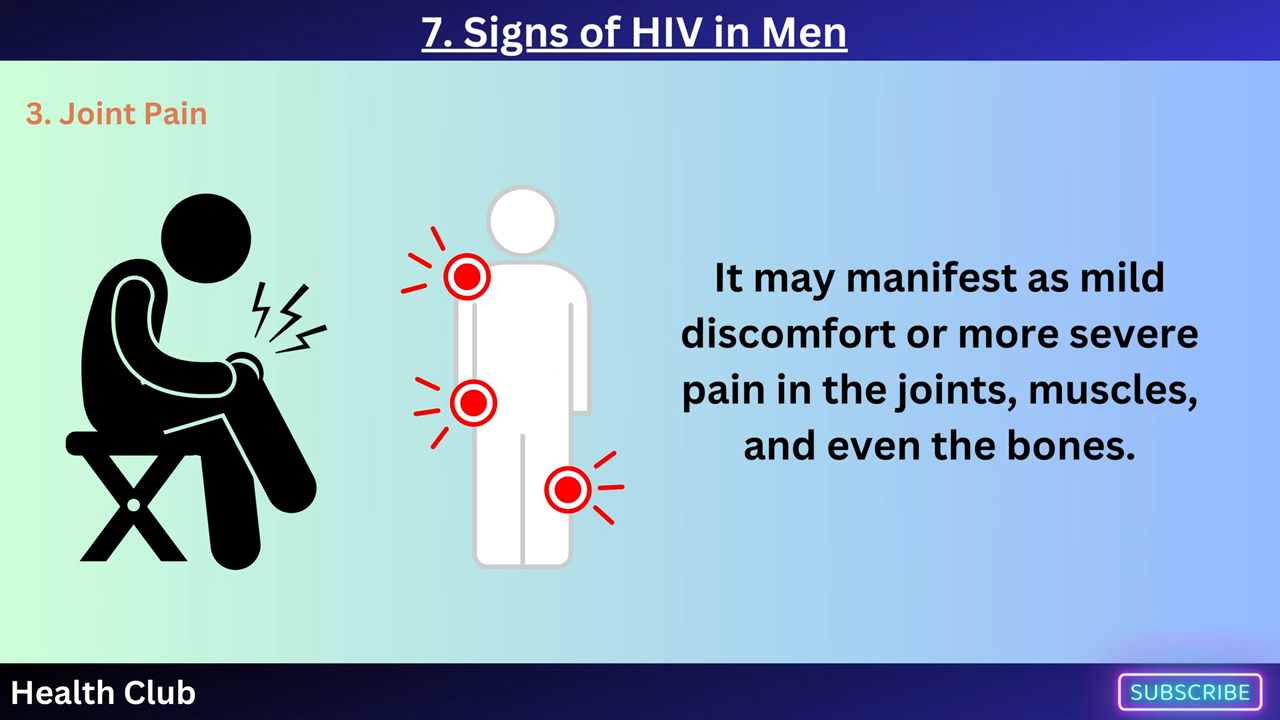 7. Signs of HIV in Men
3. Joint Pain
It may manifest as mild
discomfort or more severe
pain in the joints, muscles,
and even the bones.
Health Club
SUBSCRIBE